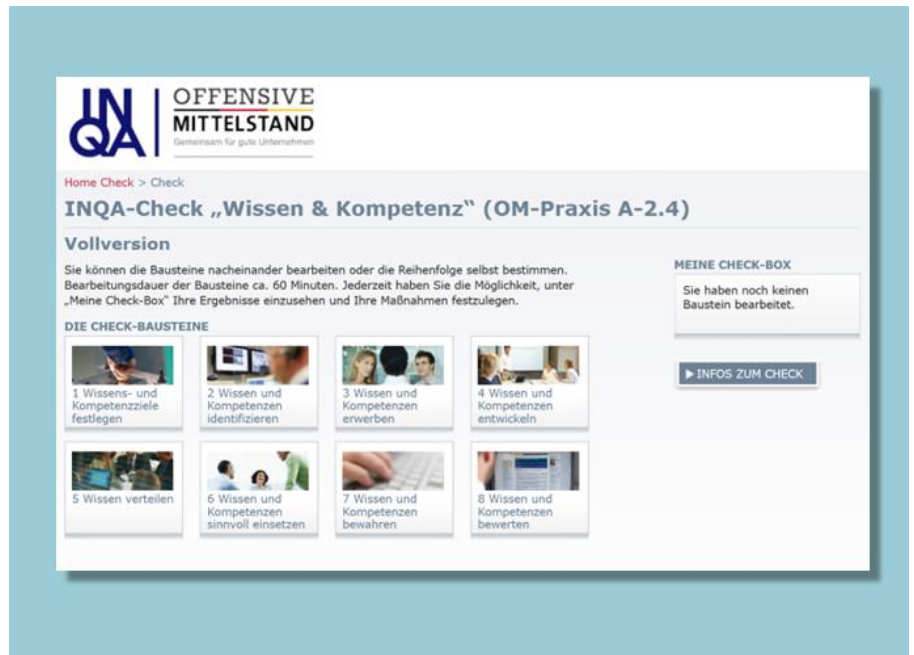 INQA
OFFENSIVE
MITTELSTAND
Gemeinsam für gute Unternehmen
Home Check > Check
INQA-Check „Wissen & Kompetenz“ (OM-Praxis A-2.4)
Vollversion
Sie können die Bausteine nacheinander bearbeiten oder die Reihenfolge selbst bestimmen.
Bearbeitungsdauer der Bausteine ca. 60 Minuten. Jederzeit haben Sie die Möglichkeit, unter
„Meine Check-Box“ Ihre Ergebnisse einzusehen und Ihre Maßnahmen festzulegen.
DIE CHECK-BAUSTEINE
1 Wissens- und
Kompetenzziele
festlegen
2 Wissen und
Kompetenzen
identifizieren
3 Wissen und
Kompetenzen
erwerben
4 Wissen und
Kompetenzen
entwickeln
5 Wissen verteilen
6 Wissen und
Kompetenzen
sinnvoll einsetzen
7 Wissen und
Kompetenzen
bewahren
8 Wissen und
Kompetenzen
bewerten
MEINE CHECK-BOX
Sie haben noch keinen
Baustein bearbeitet.
INFOS ZUM CHECK